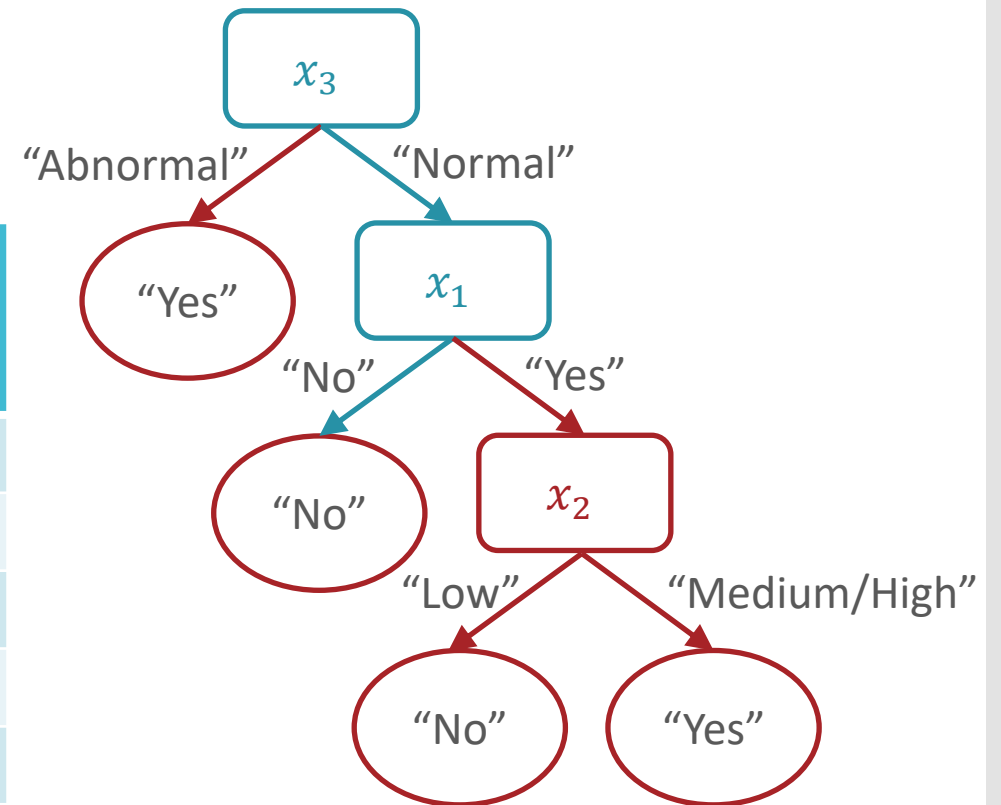 x₃
“Abnormal” “Normal”
“Yes” x₁
“No” “Yes”
“No” x₂
“Low” “Medium/High”
“No” “Yes”